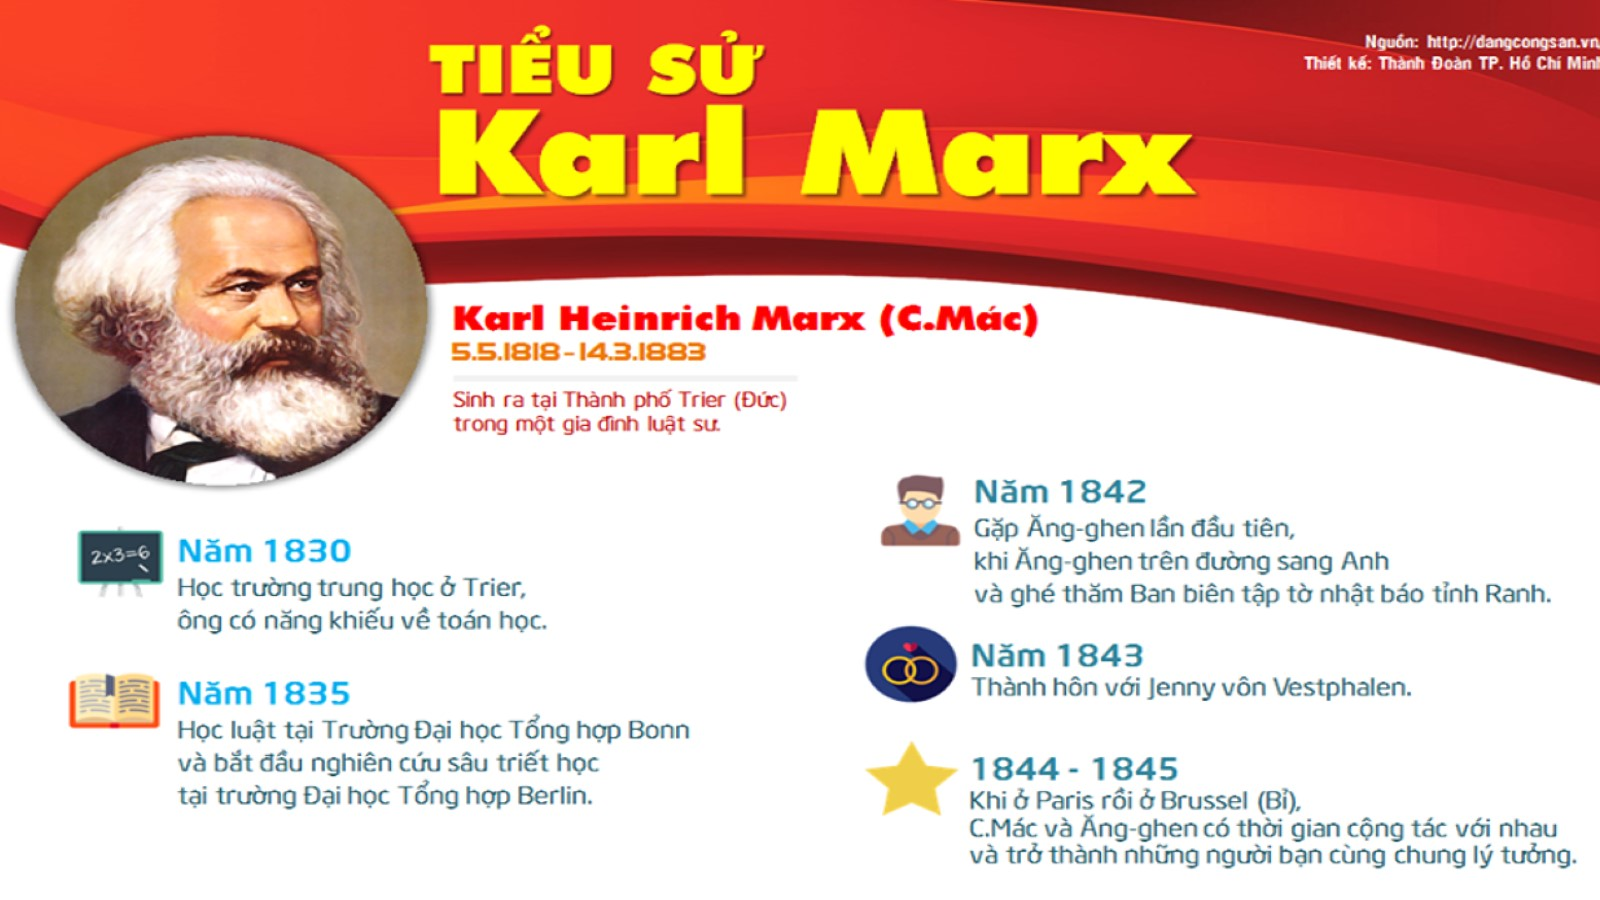 TIỂU SỬ
Karl Marx
Nguồn: http://dangcongsan.vn/
Thiết kế: Thành Đoàn TP. Hồ Chí Minh
Karl Heinrich Marx (C.Mác)
5.5.1818 - 14.3.1883
Sinh ra tại Thành phố Trier (Đức)
trong một gia đình luật sư.
2x3=6
Năm 1830
Học trường trung học ở Trier,
ông có năng khiếu về toán học.
Năm 1835
Học luật tại Trường Đại học Tổng hợp Bonn
và bắt đầu nghiên cứu sâu triết học
tại trường Đại học Tổng hợp Berlin.
Năm 1842
Gặp Ăng-ghen lần đầu tiên,
khi Ăng-ghen trên đường sang Anh
và ghé thăm Ban biên tập tờ nhật báo tỉnh Ranh.
Năm 1843
Thành hôn với Jenny vôn Vestphalen.
1844 - 1845
Khi ở Paris rồi ở Brussel (Bỉ),
C.Mác và Ăng-ghen có thời gian cộng tác với nhau
và trở thành những người bạn cùng chung lý tưởng.